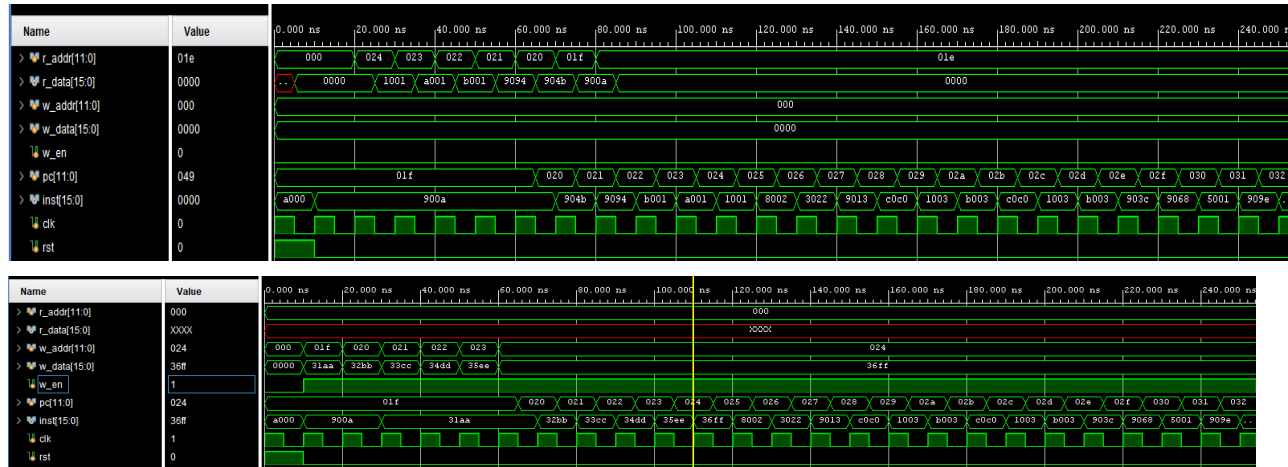 Name Value 0.000 ns 20.000 ns 40.000 ns 60.000 ns 80.000 ns 100.000 ns 120.000 ns 140.000 ns 160.000 ns 180.000 ns 200.000 ns 220.000 ns 240.000 n
> r_addr[11:0] 01e 000 024 023 022 021 020 01f 01e
> r_data[15:0] 0000 .. 0000 1001 a001 b001 9094 904b 900a 0000
> w_addr[11:0] 000 000
> w_data[15:0] 0000 0000
w_en 0
> pc[11:0] 049 01f 020 021 022 023 024 025 026 027 028 029 02a 02b 02c 02d 02e 02f 030 031 032
> inst[15:0] 0000 a000 900a 904b 9094 b001 a001 1001 8002 3022 9013 c0c0 1003 b003 c0c0 1003 b003 903c 9068 5001 909e ..
clk 0
rst 0
Name Value 0.000 ns 20.000 ns 40.000 ns 60.000 ns 80.000 ns 100.000 ns 120.000 ns 140.000 ns 160.000 ns 180.000 ns 200.000 ns 220.000 ns 240.000 ns
> r_addr[11:0] 000 000
> r_data[15:0] XXXX XXXX
> w_addr[11:0] 024 000 01f 020 021 022 023 024
> w_data[15:0] 36ff 0000 31aa 32bb 33cc 34dd 35ee 36ff
w_en 1
> pc[11:0] 024 01f 020 021 022 023 024 025 026 027 028 029 02a 02b 02c 02d 02e 02f 030 031 032
> inst[15:0] 36ff a000 900a 31aa 32bb 33cc 34dd 35ee 36ff 8002 3022 9013 c0c0 1003 b003 c0c0 1003 b003 903c 9068 5001 909e ..
clk 1
rst 0